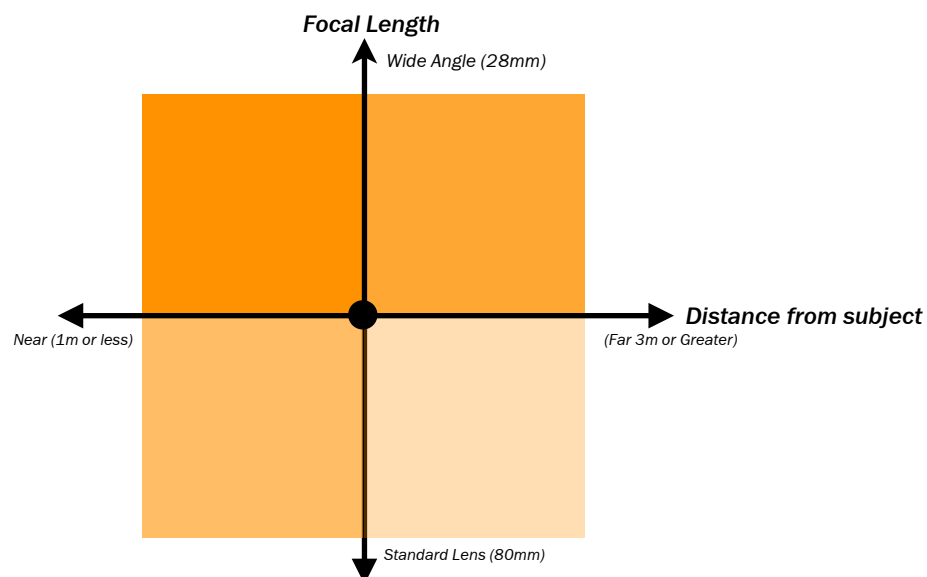 Focal Length
Wide Angle (28mm)
Distance from subject
Near (1m or less)
(Far 3m or Greater)
Standard Lens (80mm)